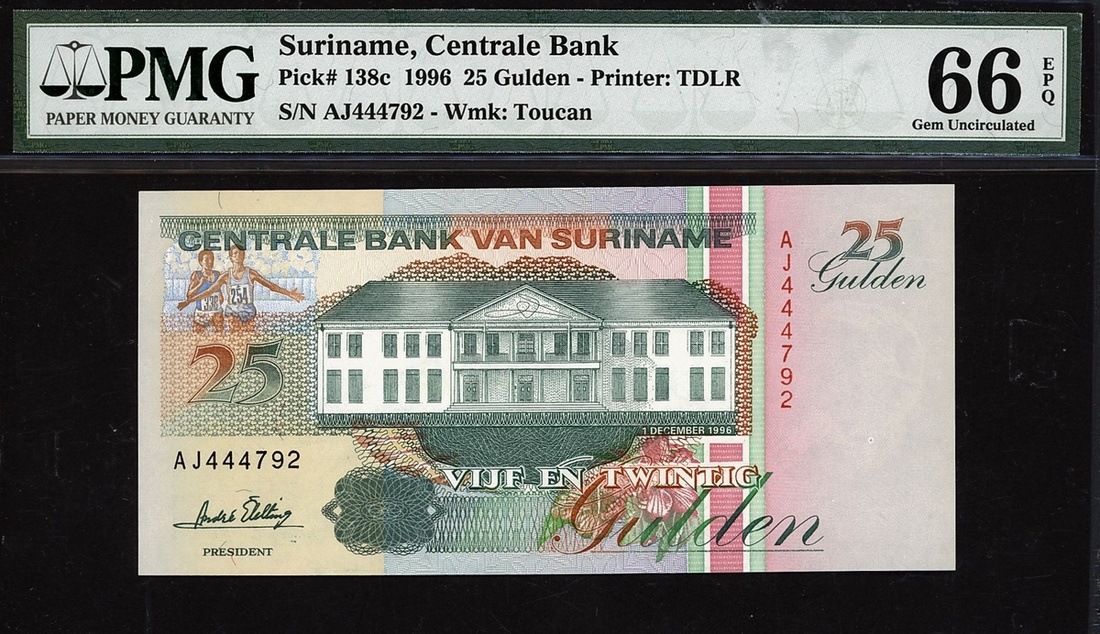 PMG
PAPER MONEY GUARANTY
Suriname, Centrale Bank
Pick# 138c 1996 25 Gulden - Printer: TDLR
S/N AJ444792 - Wmk: Toucan
66 EPQ
Gem Uncirculated
CENTRALE BANK VAN SURINAME
25
Gulden
AJ444792
254
25
1 DECEMBER 1996
AJ444792
VIJF EN TWINTIG
Gulden
André Telting
PRESIDENT